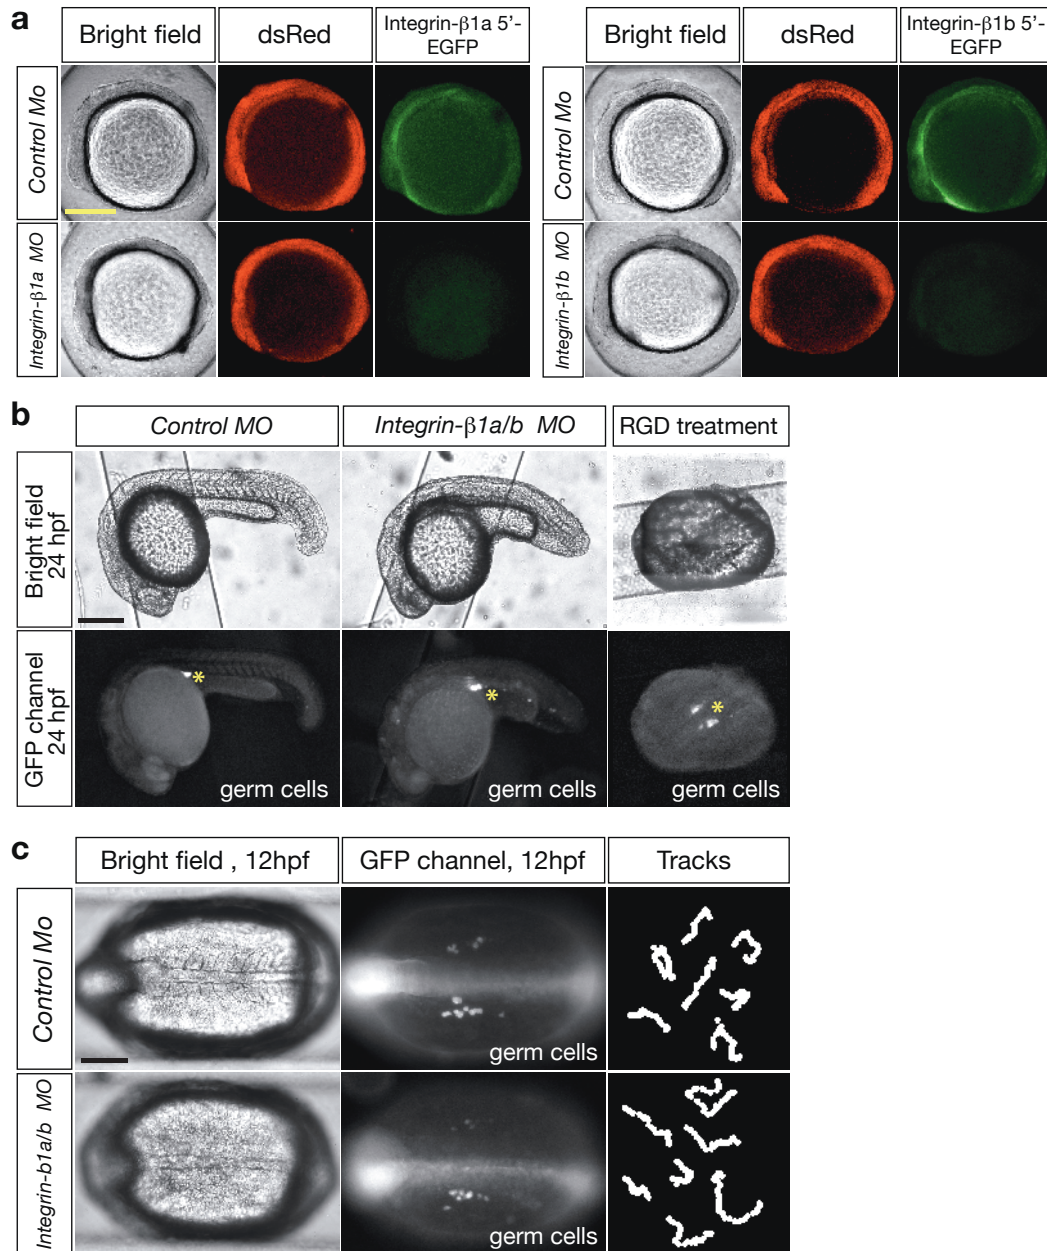 a
Bright field
dsRed
Integrin-β1a 5'-
EGFP
Bright field
dsRed
Integrin-β1b 5'-
EGFP
Control Mo
Control Mo
Integrin-β1a MO
Integrin-β1b MO
b
Control MO
Integrin-β1a/b MO
RGD treatment
Bright field
24 hpf
GFP channel
24 hpf
*
*
*
germ cells
germ cells
germ cells
c
Bright field , 12hpf
GFP channel, 12hpf
Tracks
Control Mo
germ cells
Integrin-b1a/b MO
germ cells